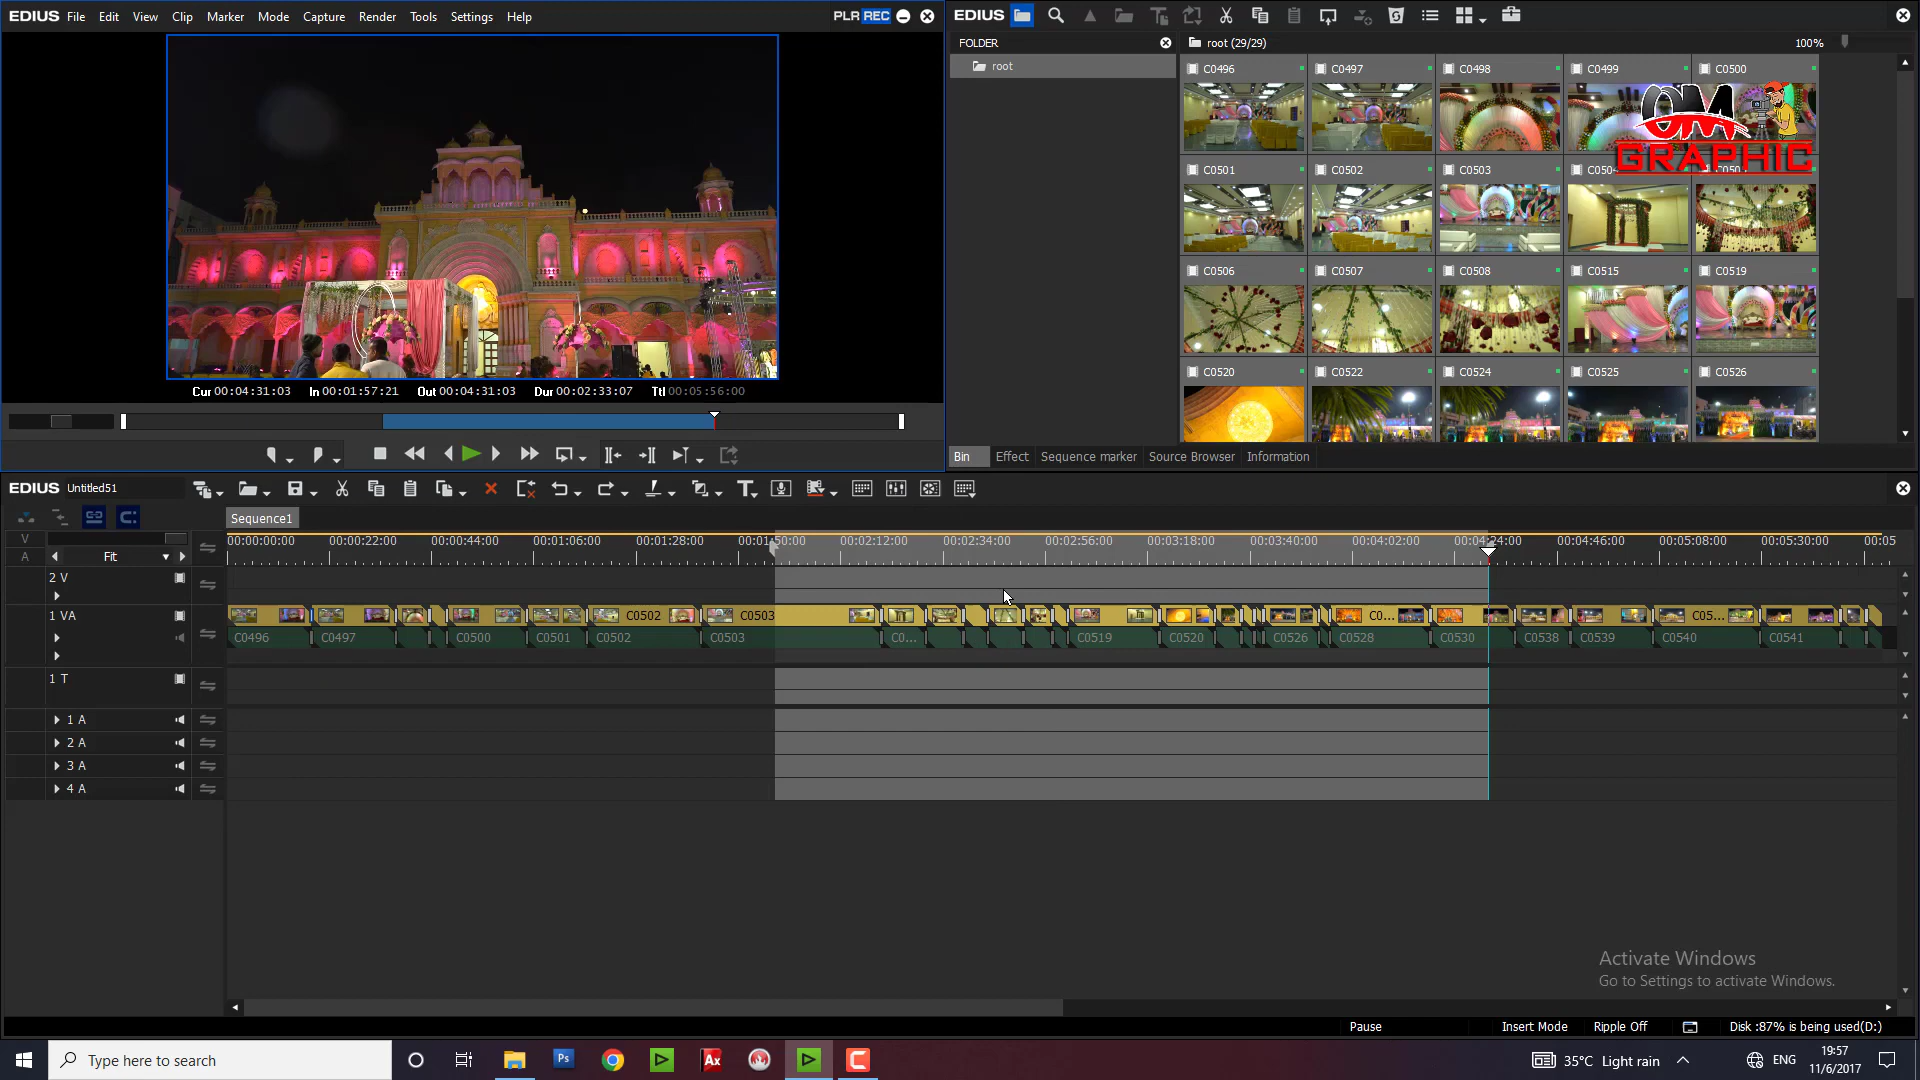 EDIUS File Edit View Clip Marker Mode Capture Render Tools Settings Help PLR REC
EDIUS
FOLDER
root
root (29/29) 100%
C0496 C0497 C0498 C0499 C0500
OM GRAPHIC
C0501 C0502 C0503
C0506 C0507 C0508 C0515 C0519
C0520 C0522 C0524 C0525 C0526
Cur 00:04:31:03 In 00:01:57:21 Out 00:04:31:03 Dur 00:02:33:07 Ttl 00:05:56:00
Bin Effect Sequence marker Source Browser Information
EDIUS Untitled51
Sequence1
V
A Fit
00:00:00:00 00:00:22:00 00:00:44:00 00:01:06:00 00:01:28:00 00:01:50:00 00:02:12:00 00:02:34:00 00:02:56:00 00:03:18:00 00:03:40:00 00:04:02:00 00:04:24:00 00:04:46:00 00:05:08:00 00:05:30:00 00:05
2 V
1 VA C0502 C0503 C0... C05...
C0496 C0497 C0500 C0501 C0502 C0503 C0... C0519 C0520 C0526 C0528 C0530 C0538 C0539 C0540 C0541
1 T
1 A
2 A
3 A
4 A
Activate Windows
Go to Settings to activate Windows.
Pause Insert Mode Ripple Off Disk :87% is being used(D:)
Type here to search Ps Ax 35°C Light rain ENG 19:57
11/6/2017